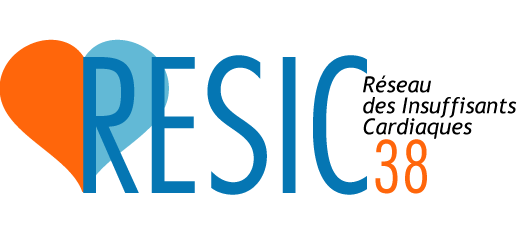 RESIC
Réseau
des Insuffisants
Cardiaques
38